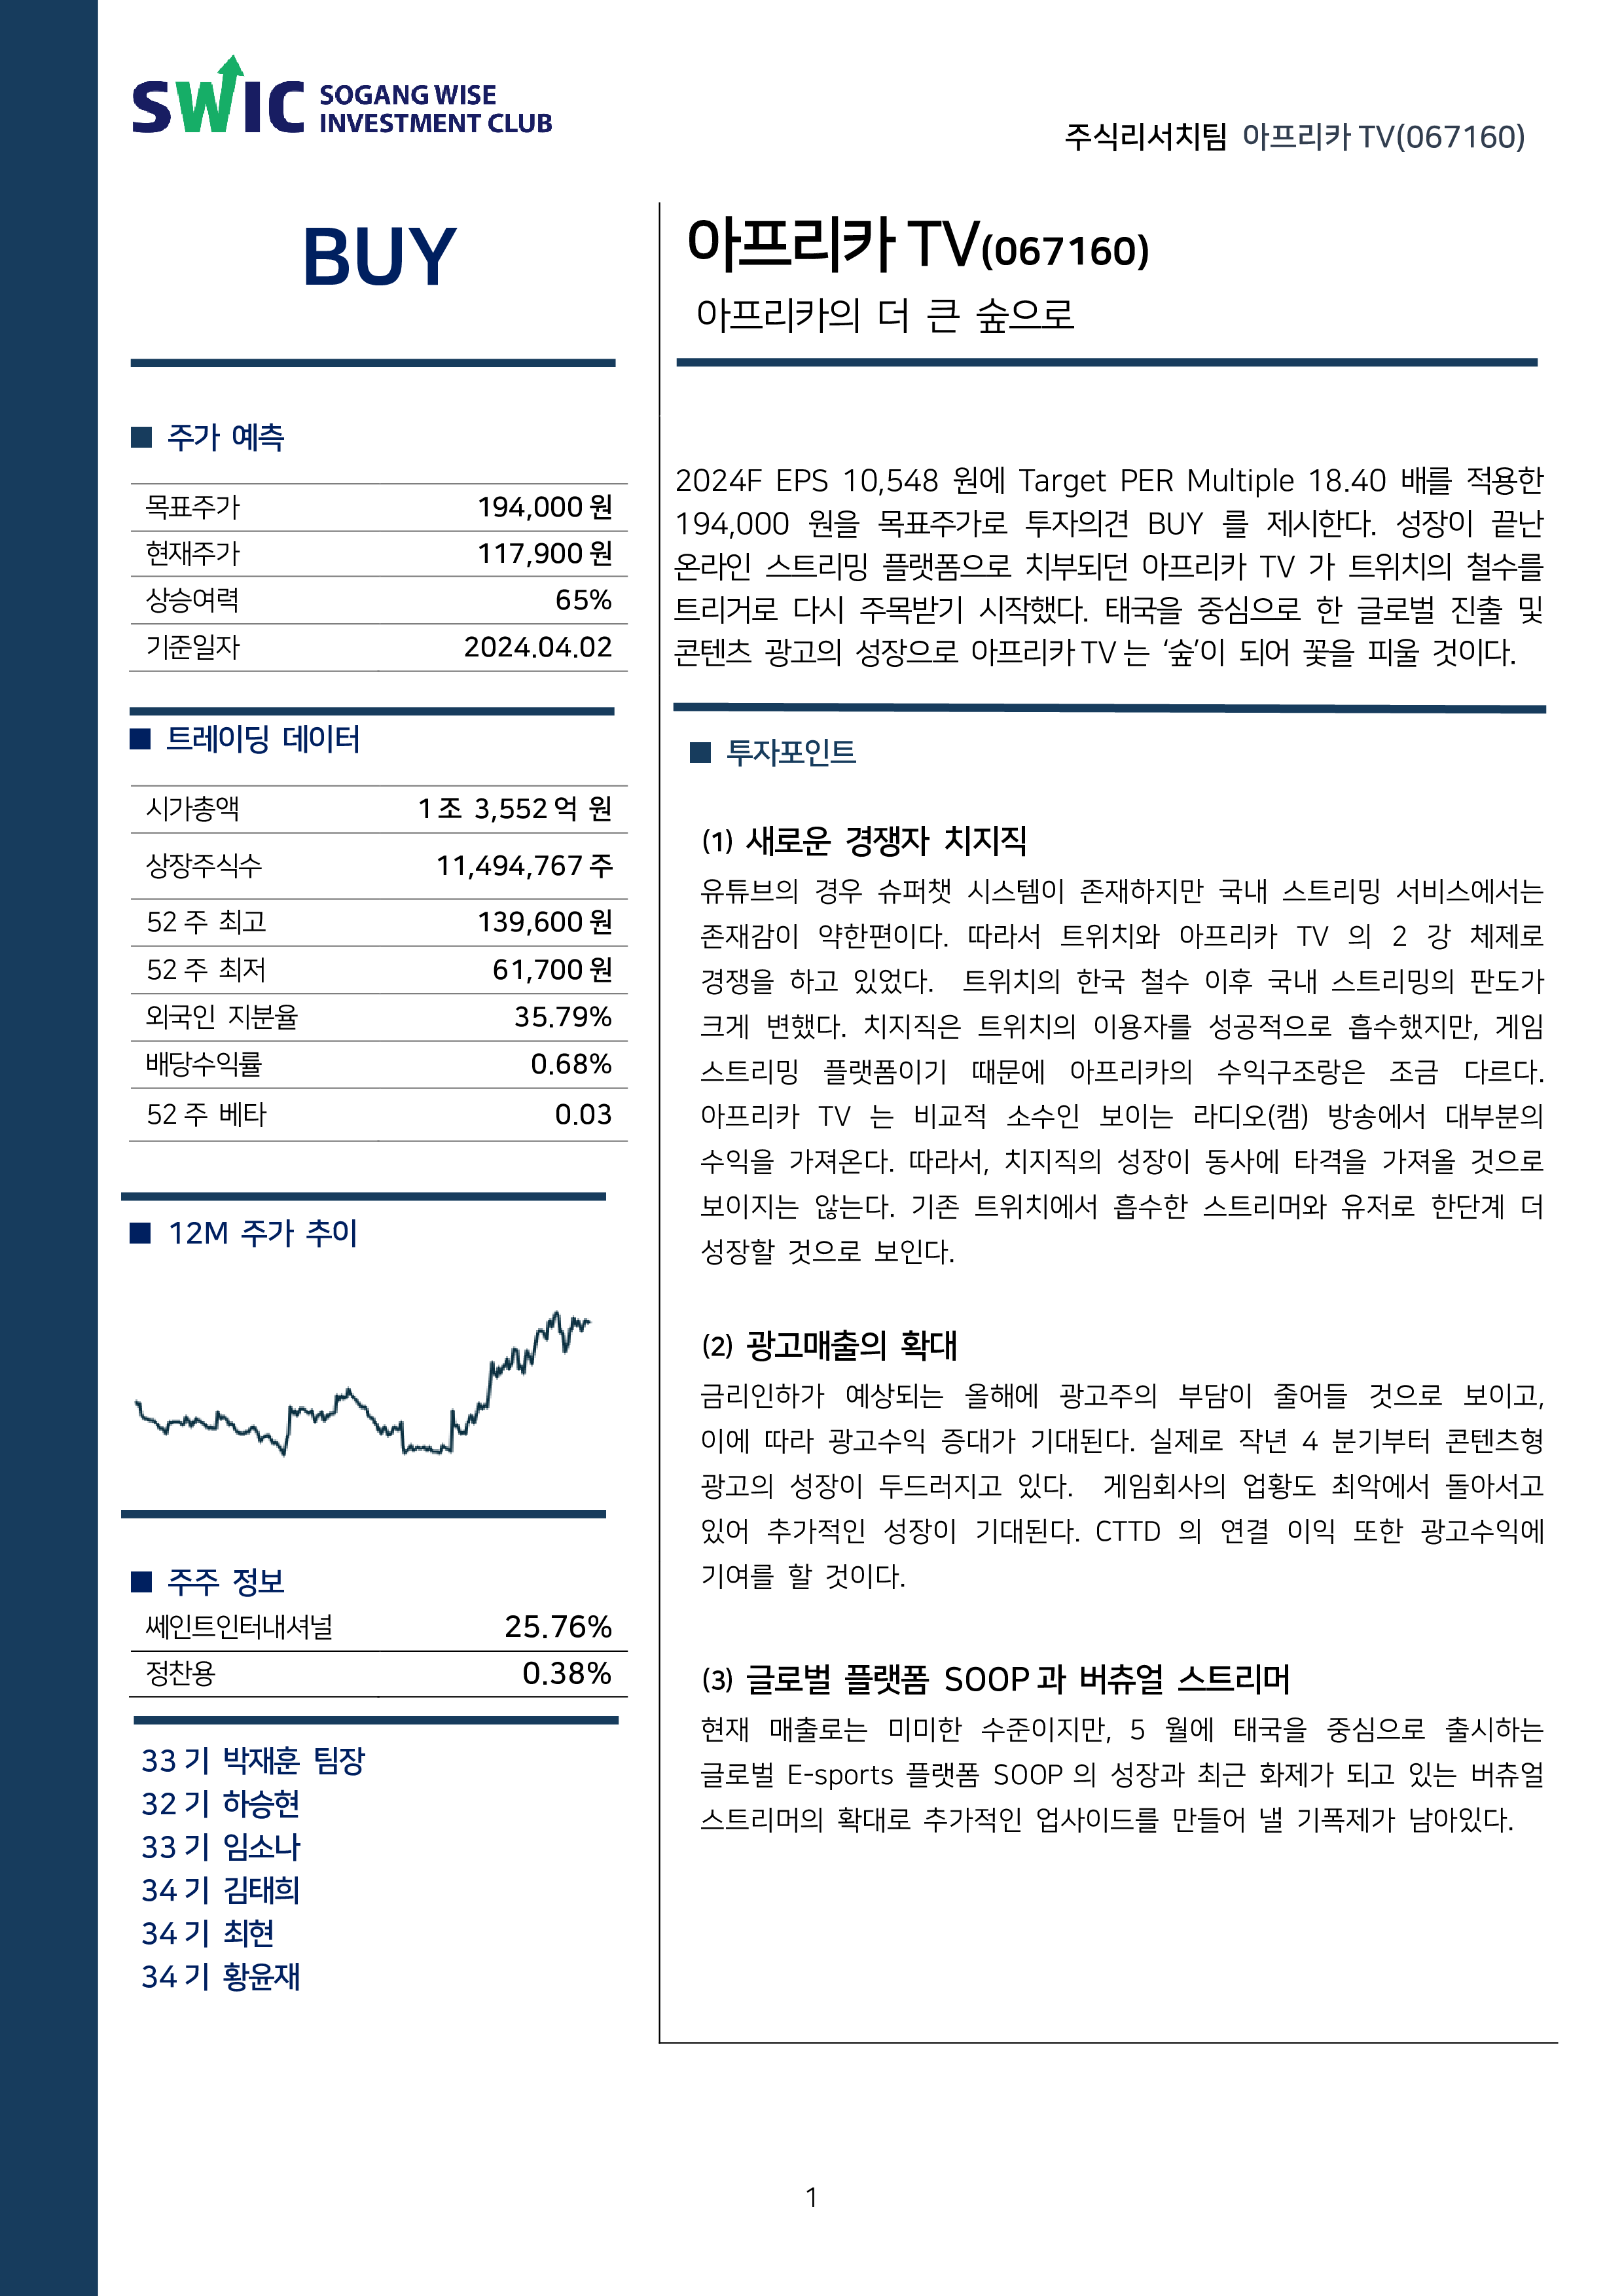 SWIC SOGANG WISE
INVESTMENT CLUB
주식리서치팀 아프리카 TV(067160)
BUY
아프리카 TV(067160)
아프리카의 더 큰 숲으로
■ 주가 예측
목표주가 194,000 원
현재주가 117,900 원
상승여력 65%
기준일자 2024.04.02
■ 트레이딩 데이터
시가총액 1 조 3,552 억 원
상장주식수 11,494,767 주
52 주 최고 139,600 원
52 주 최저 61,700 원
외국인 지분율 35.79%
배당수익률 0.68%
52 주 베타 0.03
■ 12M 주가 추이
■ 주주 정보
쎄인트인터내셔널 25.76%
정찬용 0.38%
33 기 박재훈 팀장
32 기 하승현
33 기 임소나
34 기 김태희
34 기 최현
34 기 황윤재
2024F EPS 10,548 원에 Target PER Multiple 18.40 배를 적용한
194,000 원을 목표주가로 투자의견 BUY 를 제시한다. 성장이 끝난
온라인 스트리밍 플랫폼으로 치부되던 아프리카 TV 가 트위치의 철수를
트리거로 다시 주목받기 시작했다. 태국을 중심으로 한 글로벌 진출 및
콘텐츠 광고의 성장으로 아프리카 TV 는 ‘숲’이 되어 꽃을 피울 것이다.
■ 투자포인트
(1) 새로운 경쟁자 치지직
유튜브의 경우 슈퍼챗 시스템이 존재하지만 국내 스트리밍 서비스에서는
존재감이 약한편이다. 따라서 트위치와 아프리카 TV 의 2 강 체제로
경쟁을 하고 있었다. 트위치의 한국 철수 이후 국내 스트리밍의 판도가
크게 변했다. 치지직은 트위치의 이용자를 성공적으로 흡수했지만, 게임
스트리밍 플랫폼이기 때문에 아프리카의 수익구조랑은 조금 다르다.
아프리카 TV 는 비교적 소수인 보이는 라디오(캠) 방송에서 대부분의
수익을 가져온다. 따라서, 치지직의 성장이 동사에 타격을 가져올 것으로
보이지는 않는다. 기존 트위치에서 흡수한 스트리머와 유저로 한단계 더
성장할 것으로 보인다.
(2) 광고매출의 확대
금리인하가 예상되는 올해에 광고주의 부담이 줄어들 것으로 보이고,
이에 따라 광고수익 증대가 기대된다. 실제로 작년 4 분기부터 콘텐츠형
광고의 성장이 두드러지고 있다. 게임회사의 업황도 최악에서 돌아서고
있어 추가적인 성장이 기대된다. CTTD 의 연결 이익 또한 광고수익에
기여를 할 것이다.
(3) 글로벌 플랫폼 SOOP 과 버츄얼 스트리머
현재 매출로는 미미한 수준이지만, 5 월에 태국을 중심으로 출시하는
글로벌 E-sports 플랫폼 SOOP 의 성장과 최근 화제가 되고 있는 버츄얼
스트리머의 확대로 추가적인 업사이드를 만들어 낼 기폭제가 남아있다.
1